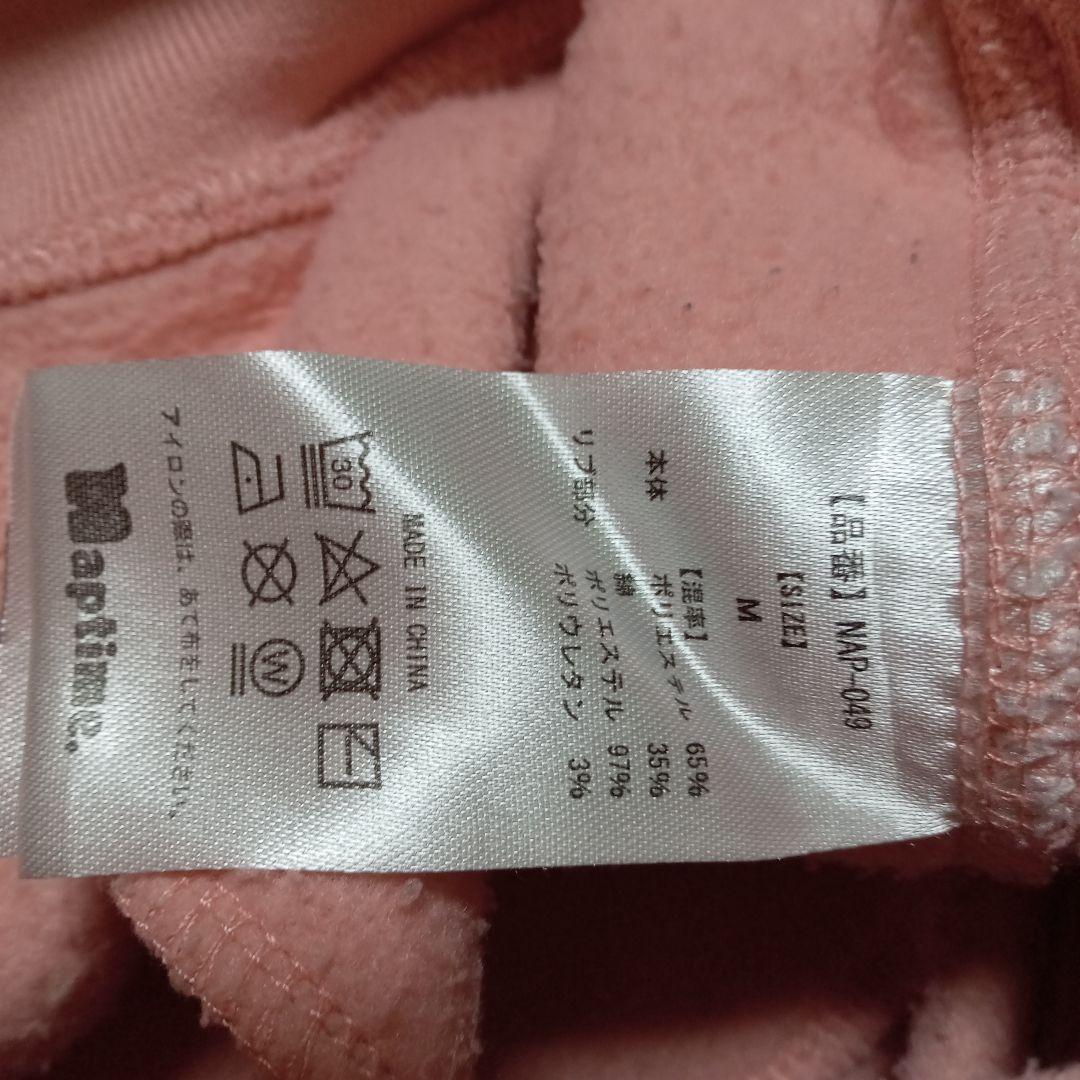 【品番】NAP-049
【SIZE】
M
【混率】
本体 ポリエステル 65%
綿 35%
リブ部分 ポリエステル 97%
ポリウレタン 3%
MADE IN CHINA
30
W
アイロンの際は、あて布をしてください。
Naptime.